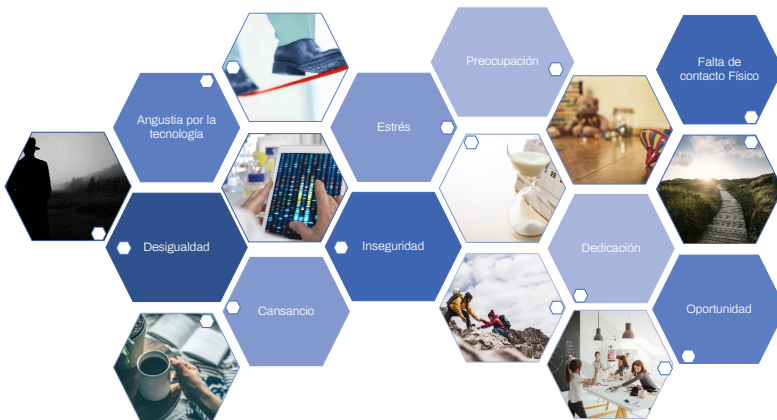 Preocupación
Falta de
contacto Físico
Angustia por la
tecnología
Estrés
Desigualdad
Inseguridad
Dedicación
Cansancio
Oportunidad